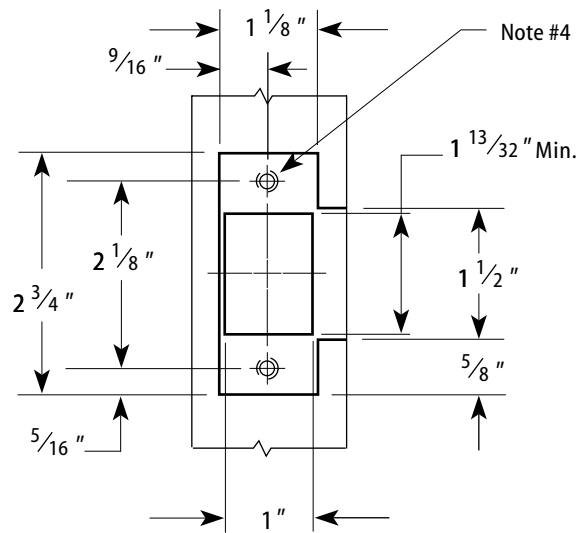 1 1/8 "
Note #4
9/16 "
1 13/32 " Min.
2 1/8 "
1 1/2 "
2 3/4 "
5/8 "
5/16 "
1 "